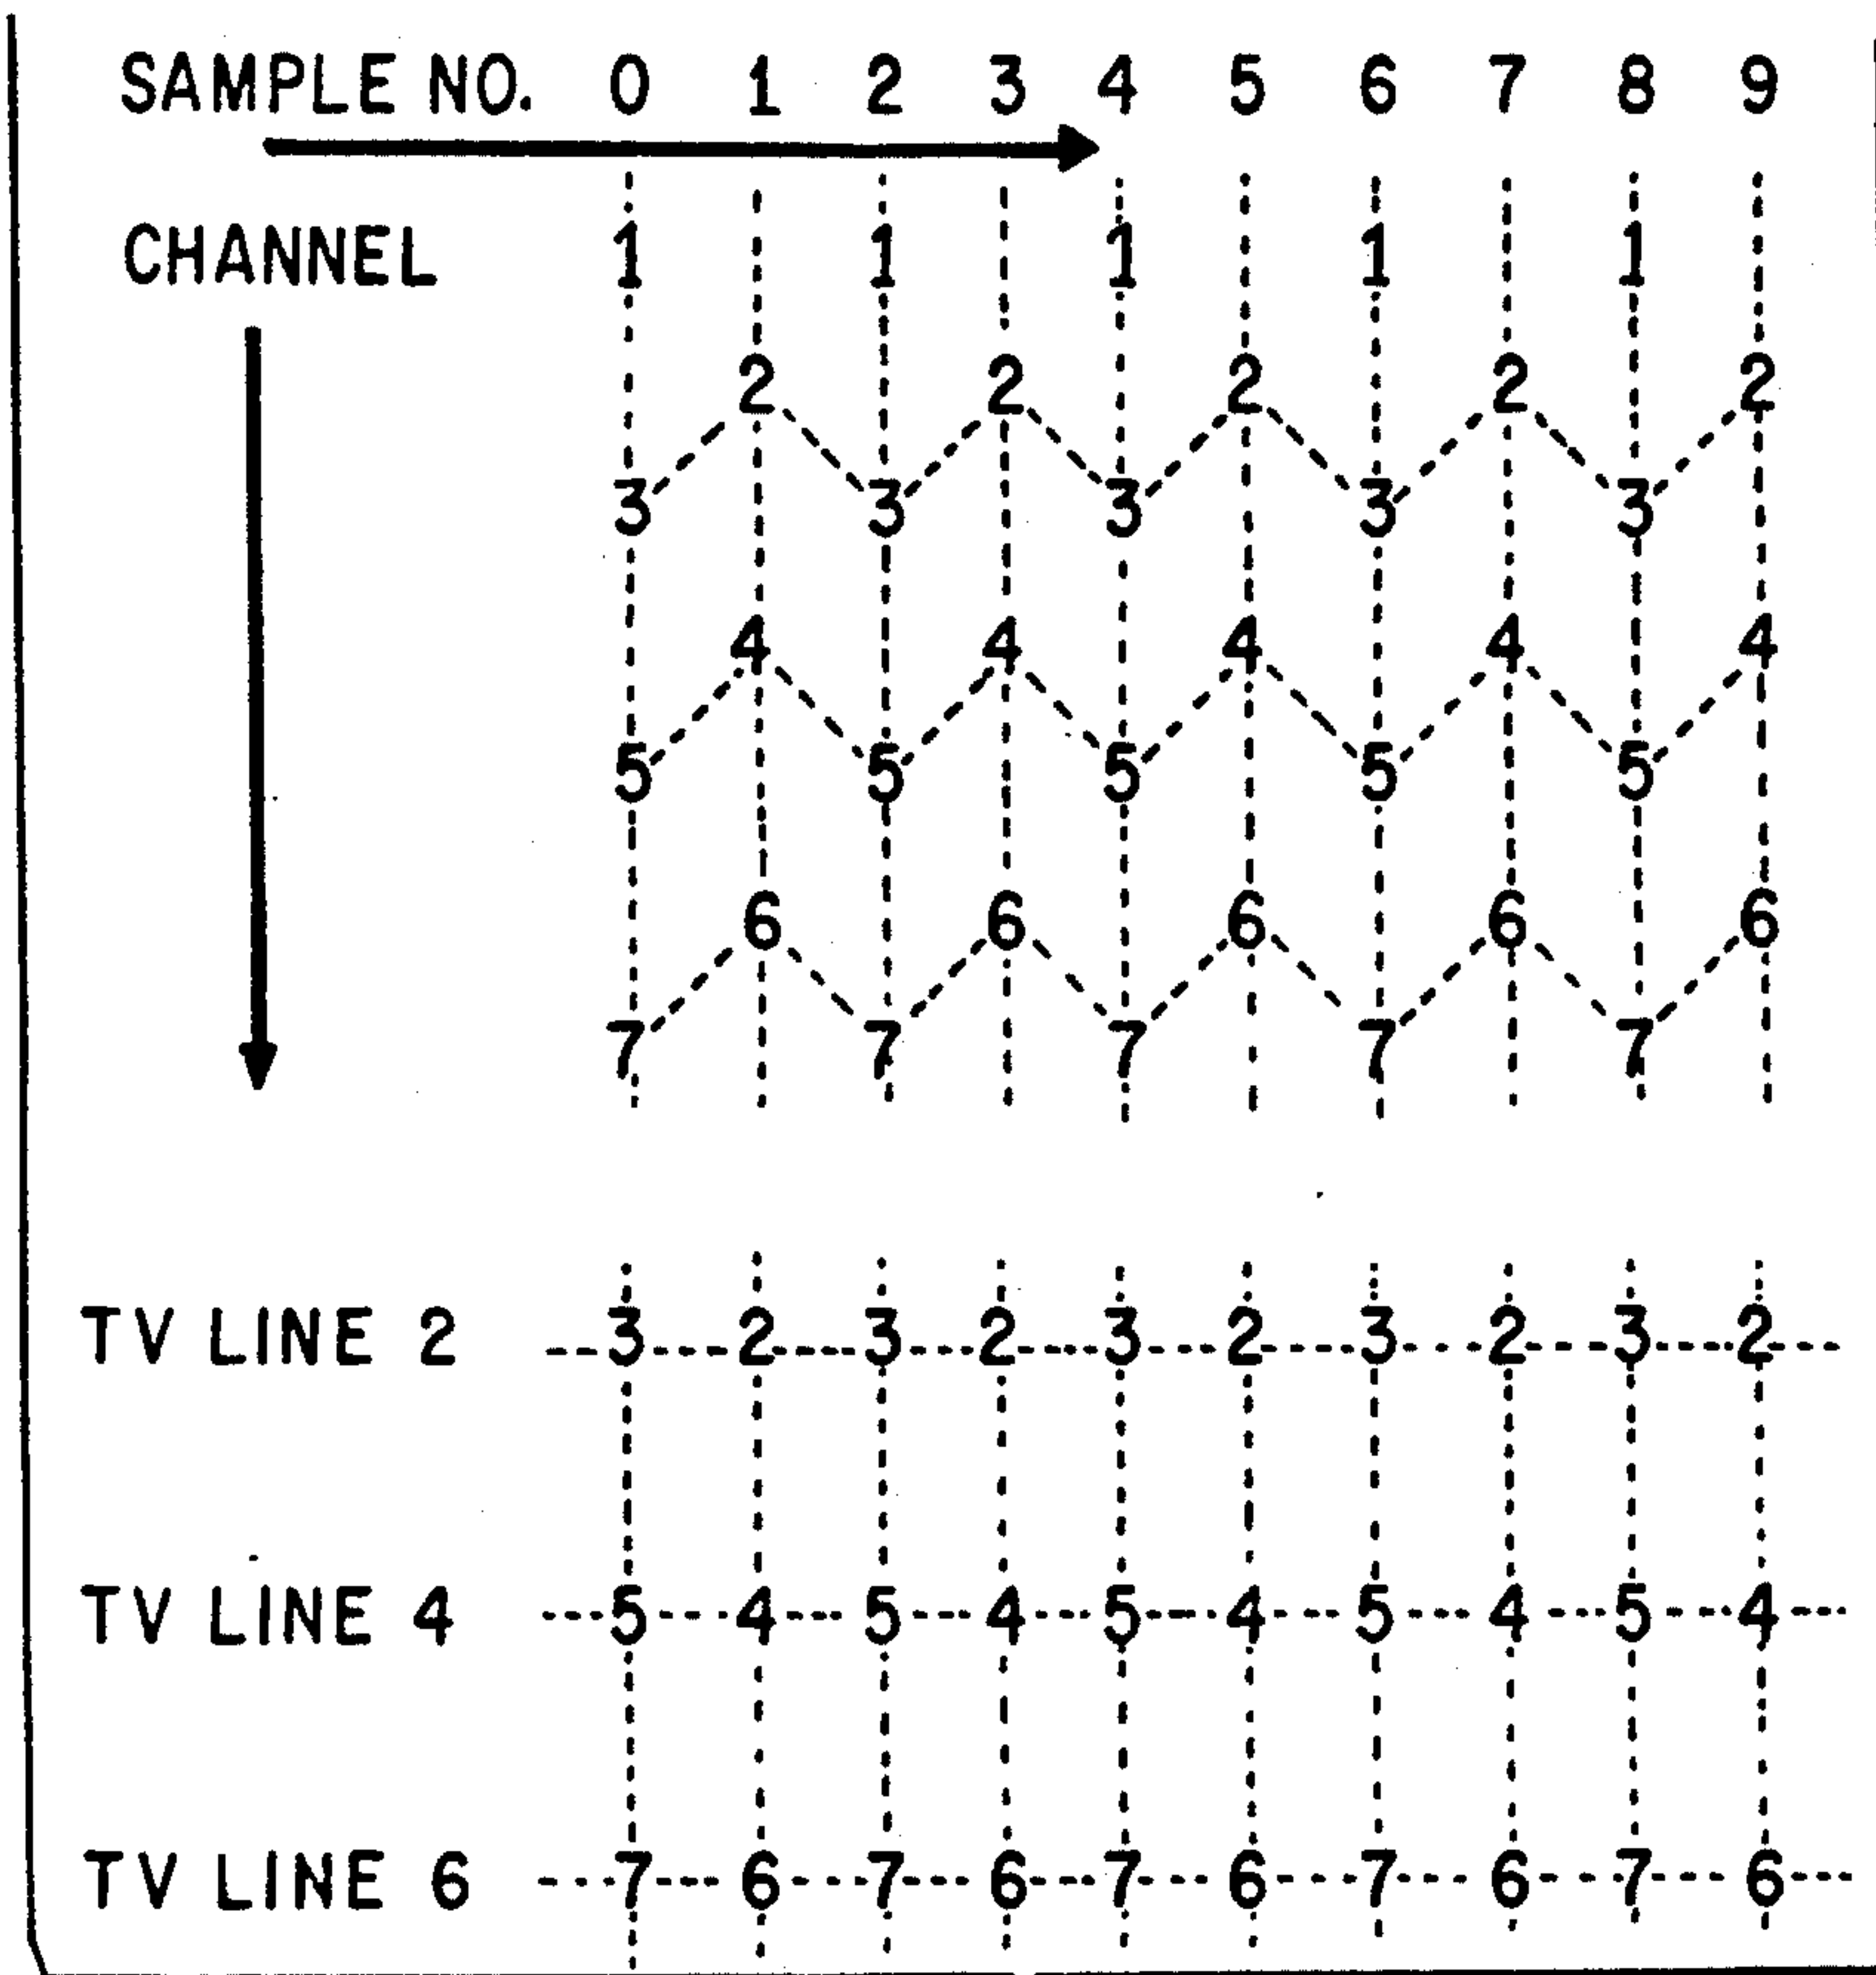 SAMPLE NO. 0 1 2 3 4 5 6 7 8 9
CHANNEL 1 1 1 1 1
2 2 2 2 2
3 3 3 3 3
4 4 4 4 4
5 5 5 5 5
6 6 6 6 6
7 7 7 7 7
TV LINE 2 3 2 3 2 3 2 3 2 3 2
TV LINE 4 5 4 5 4 5 4 5 4 5 4
TV LINE 6 7 6 7 6 7 6 7 6 7 6